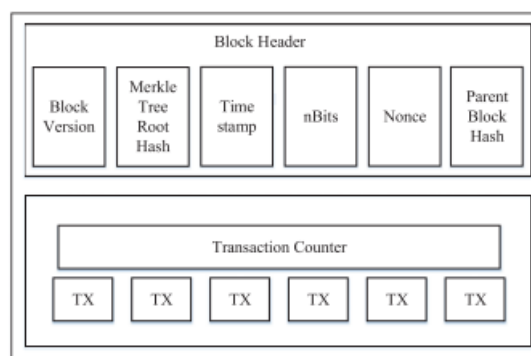 Block Header
Block
Version
Merkle
Tree
Root
Hash
Time
stamp
nBits
Nonce
Parent
Block
Hash
Transaction Counter
TX
TX
TX
TX
TX
TX